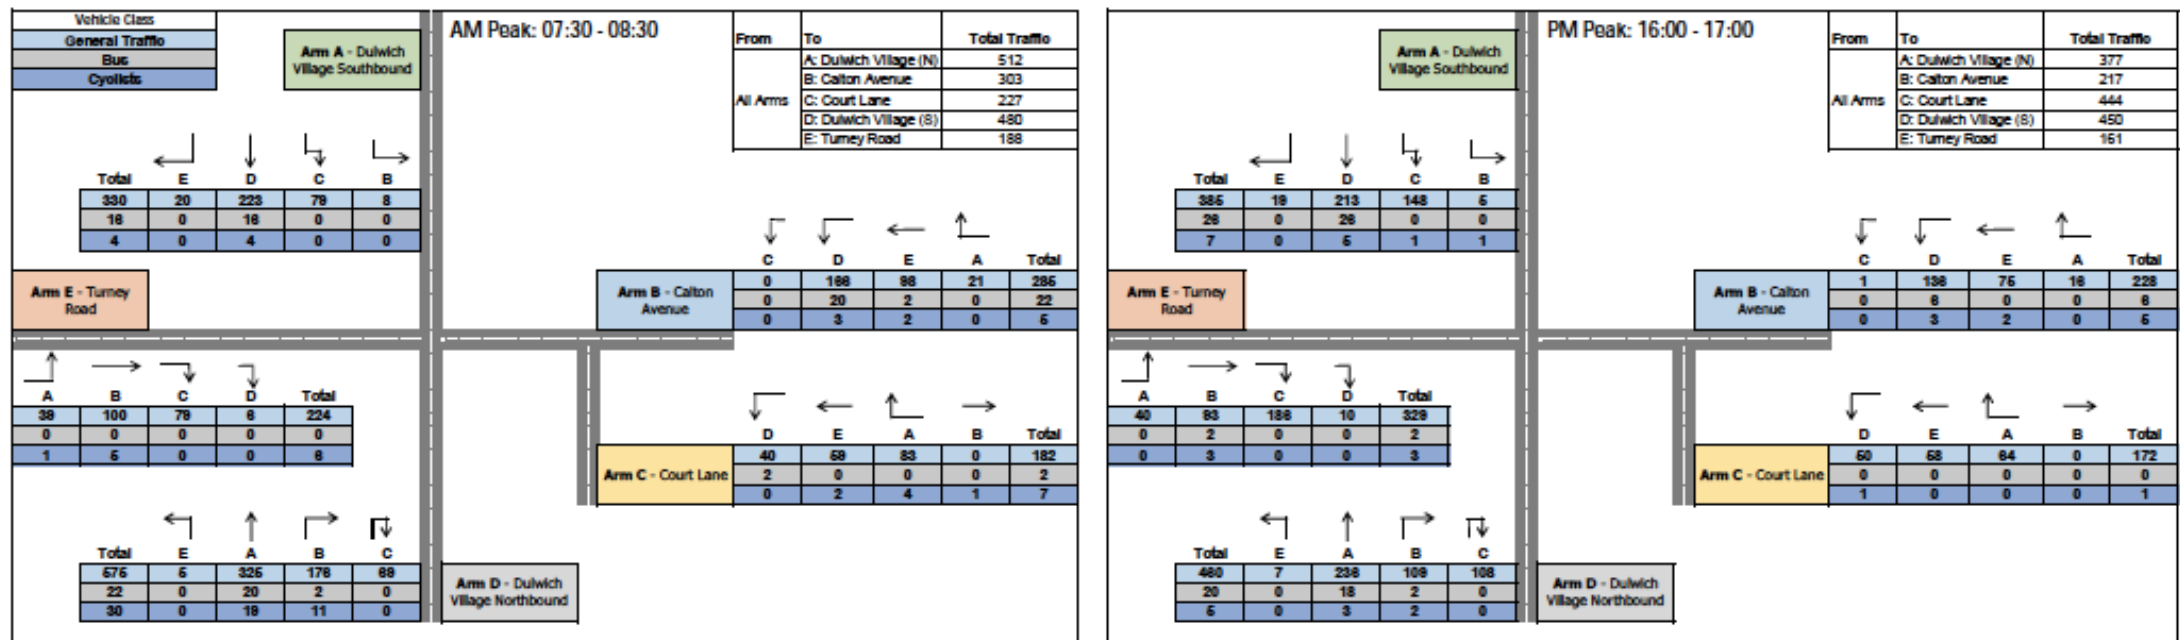 Vehicle Class
General Traffic
Bus
Cyclists
Arm A - Dulwich
Village Southbound
AM Peak: 07:30 - 08:30
From To Total Traffic
All Arms
A: Dulwich Village (N) 512
B: Calton Avenue 303
C: Court Lane 227
D: Dulwich Village (S) 480
E: Turney Road 188
Total E D C B
330 20 223 79 8
16 0 16 0 0
4 0 4 0 0
C D E A Total
0 166 98 21 285
0 20 2 0 22
0 3 2 0 5
Arm E - Turney
Road
Arm B - Calton
Avenue
A B C D Total
39 100 79 6 224
0 0 0 0 0
1 5 0 0 6
D E A B Total
40 59 83 0 182
2 0 0 0 2
0 2 4 1 7
Arm C - Court Lane
Total E A B C
575 5 325 176 69
22 0 20 2 0
30 0 19 11 0
Arm D - Dulwich
Village Northbound
Arm A - Dulwich
Village Southbound
PM Peak: 16:00 - 17:00
From To Total Traffic
All Arms
A: Dulwich Village (N) 377
B: Calton Avenue 217
C: Court Lane 444
D: Dulwich Village (S) 450
E: Turney Road 161
Total E D C B
385 19 213 148 5
26 0 26 0 0
7 0 5 1 1
C D E A Total
1 136 75 16 228
0 6 0 0 6
0 3 2 0 5
Arm E - Turney
Road
Arm B - Calton
Avenue
A B C D Total
40 93 186 10 329
0 2 0 0 2
0 3 0 0 3
D E A B Total
50 58 64 0 172
0 0 0 0 0
1 0 0 0 1
Arm C - Court Lane
Total E A B C
460 7 236 109 108
20 0 18 2 0
5 0 3 2 0
Arm D - Dulwich
Village Northbound